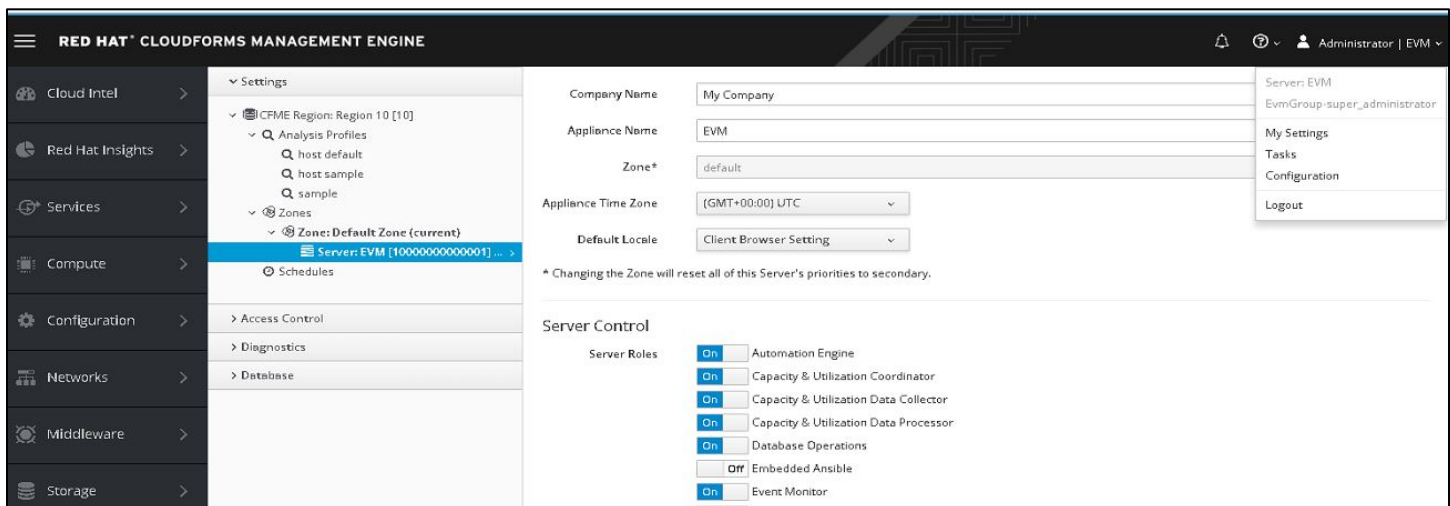 RED HAT® CLOUDFORMS MANAGEMENT ENGINE
Administrator | EVM
Server: EVM
EvmGroup-super_administrator
My Settings
Tasks
Configuration
Logout
Cloud Intel
Red Hat Insights
Services
Compute
Configuration
Networks
Middleware
Storage
Settings
CFME Region: Region 10 [10]
Analysis Profiles
host default
host sample
sample
Zones
Zone: Default Zone (current)
Server: EVM [10000000000001] ...
Schedules
Access Control
Diagnostics
Database
Company Name My Company
Appliance Name EVM
Zone* default
Appliance Time Zone (GMT+00:00) UTC
Default Locale Client Browser Setting
* Changing the Zone will reset all of this Server's priorities to secondary.
Server Control
Server Roles
On Automation Engine
On Capacity & Utilization Coordinator
On Capacity & Utilization Data Collector
On Capacity & Utilization Data Processor
On Database Operations
Off Embedded Ansible
On Event Monitor